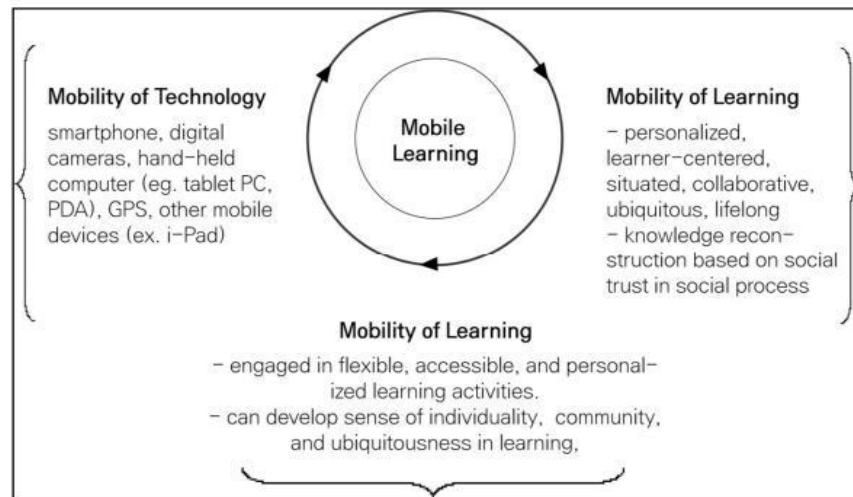 Mobility of Technology
smartphone, digital
cameras, hand-held
computer (eg. tablet PC,
PDA), GPS, other mobile
devices (ex. i-Pad)
Mobile
Learning
Mobility of Learning
- personalized,
learner-centered,
situated, collaborative,
ubiquitous, lifelong
- knowledge recon-
struction based on social
trust in social process
Mobility of Learning
- engaged in flexible, accessible, and personal-
ized learning activities.
- can develop sense of individuality, community,
and ubiquitousness in learning,